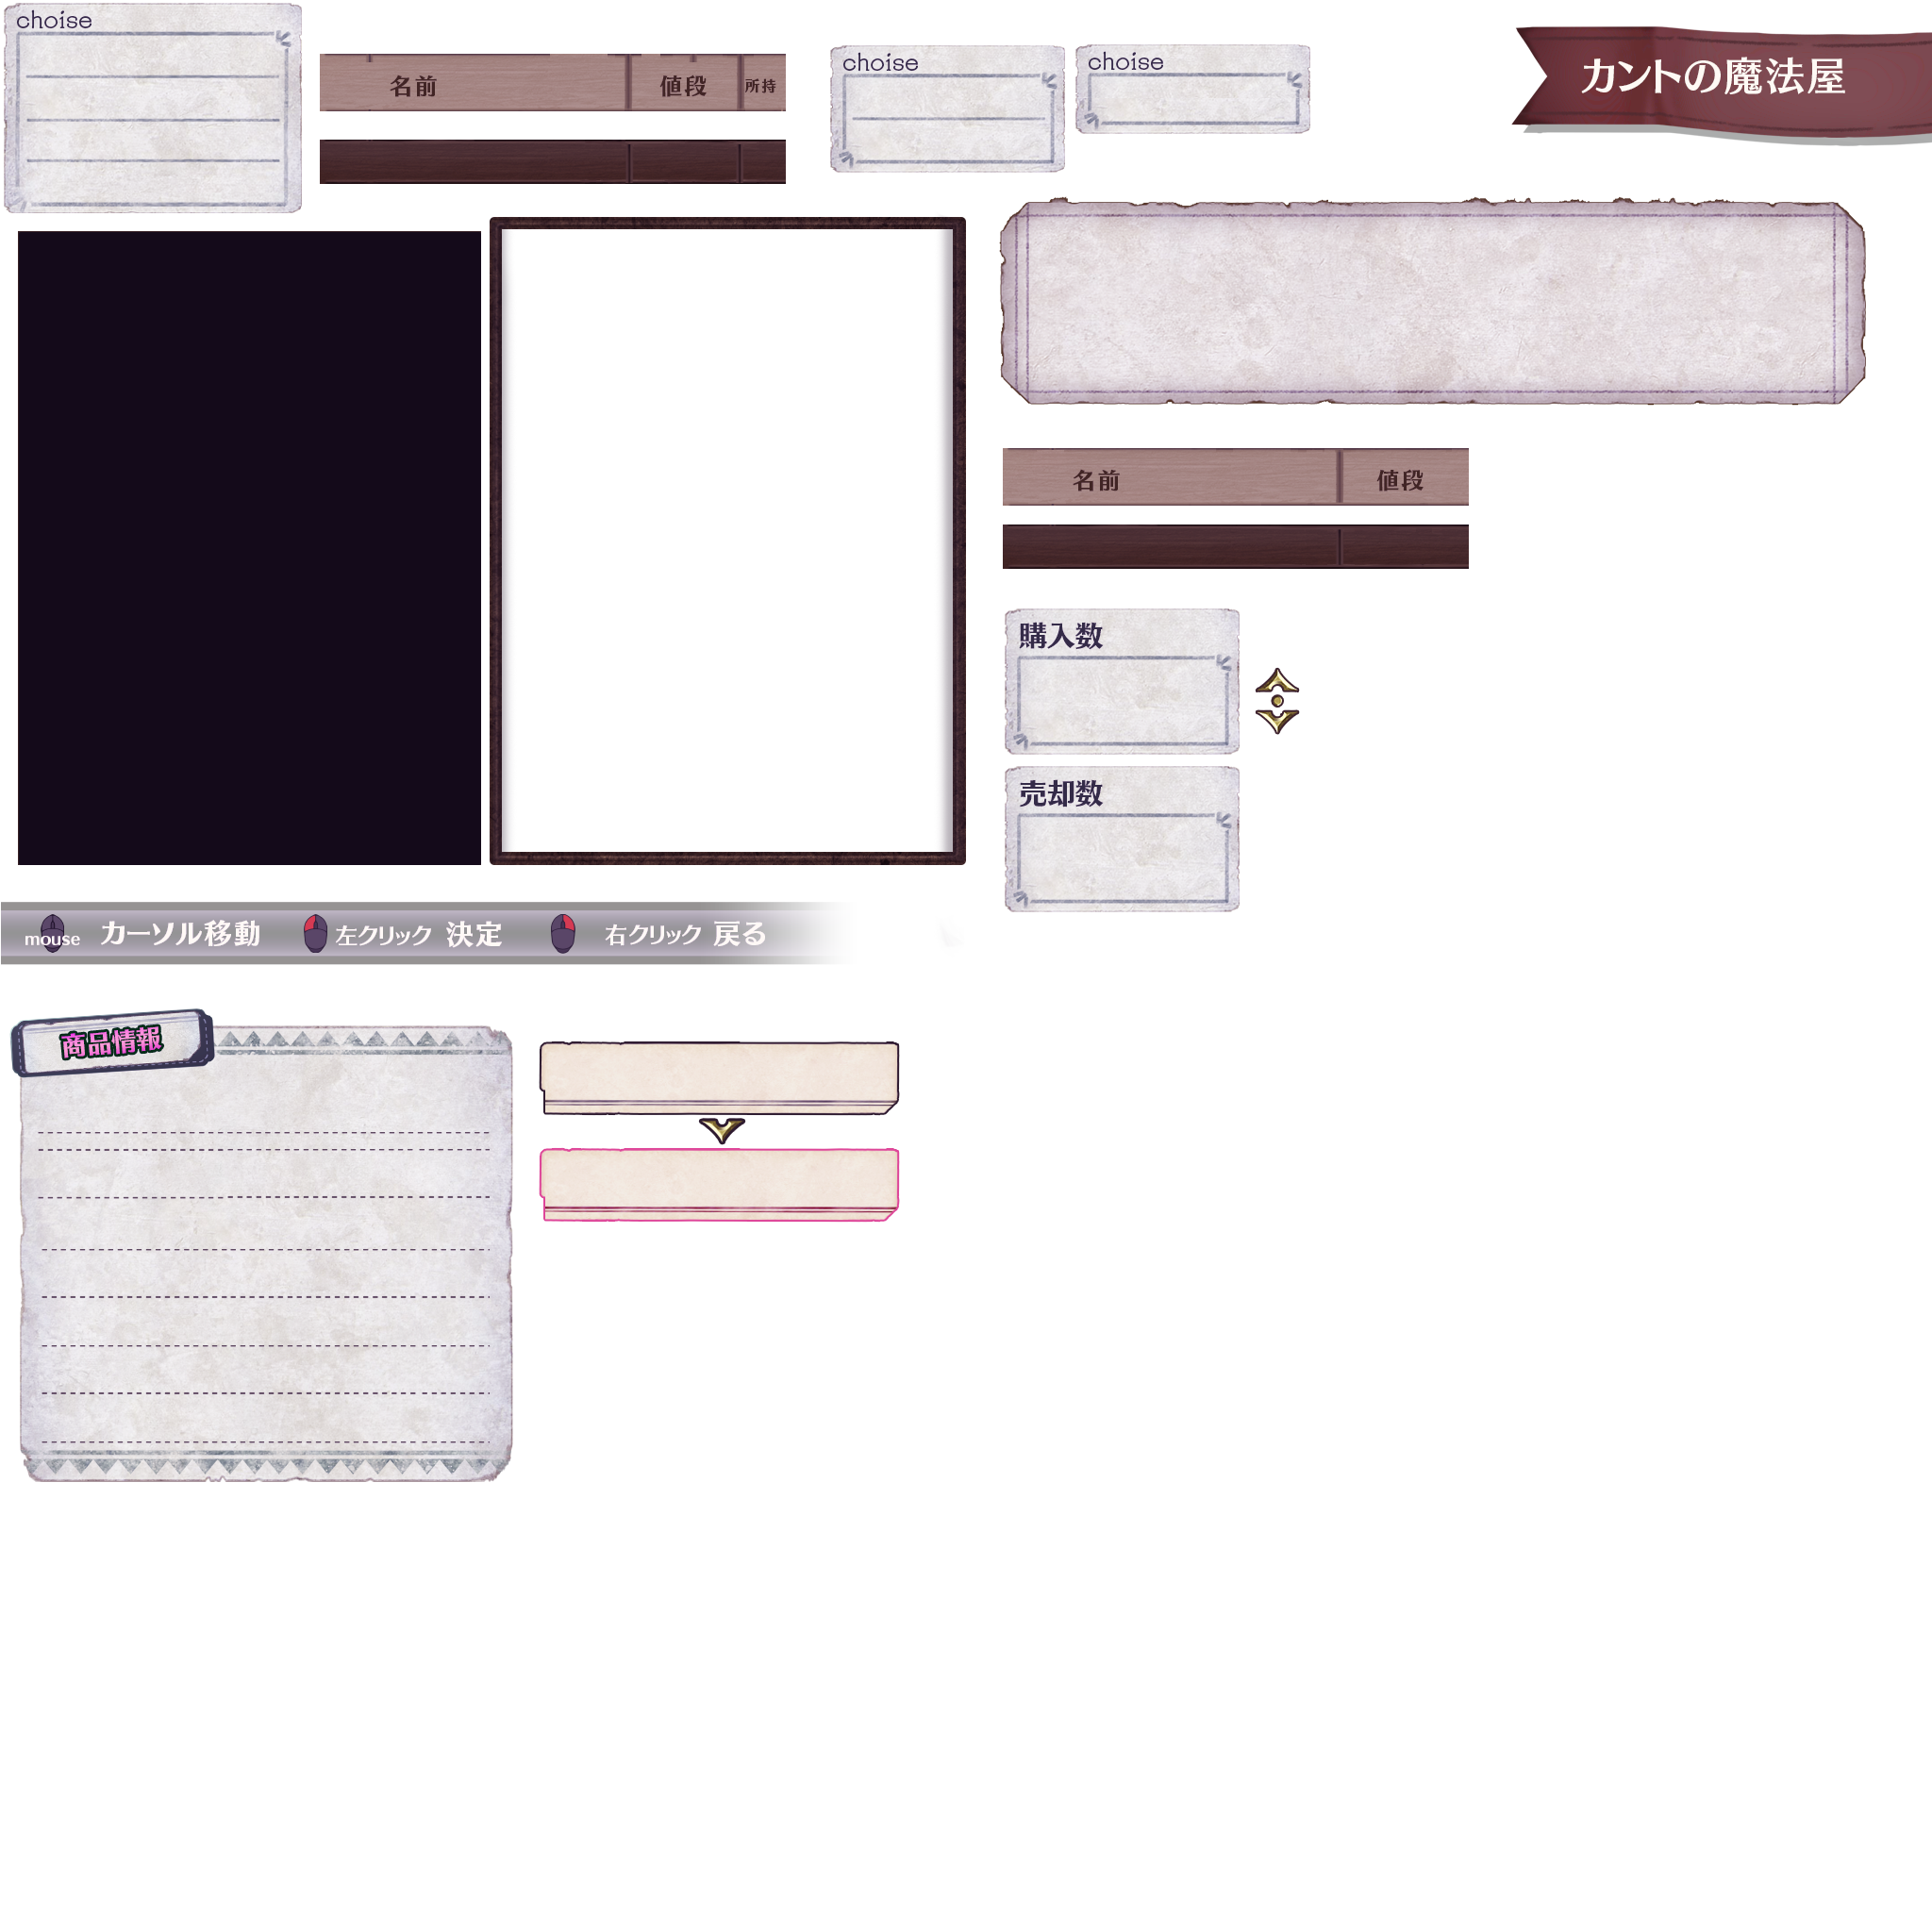 choise
名前 値段 所持
choise
choise
カントの魔法屋
名前 値段
購入数
売却数
mouse カーソル移動 左クリック 決定 右クリック 戻る
商品情報